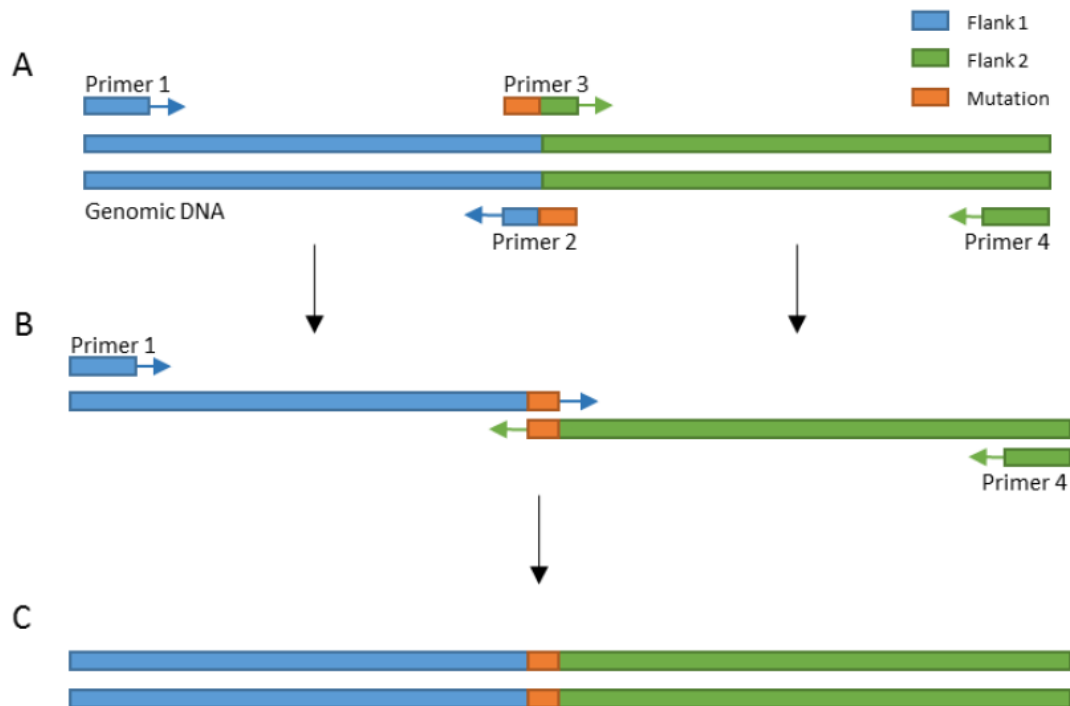 Flank 1
A
Flank 2
Primer 1
Primer 3
Mutation
Genomic DNA
Primer 2
Primer 4
B
Primer 1
Primer 4
C